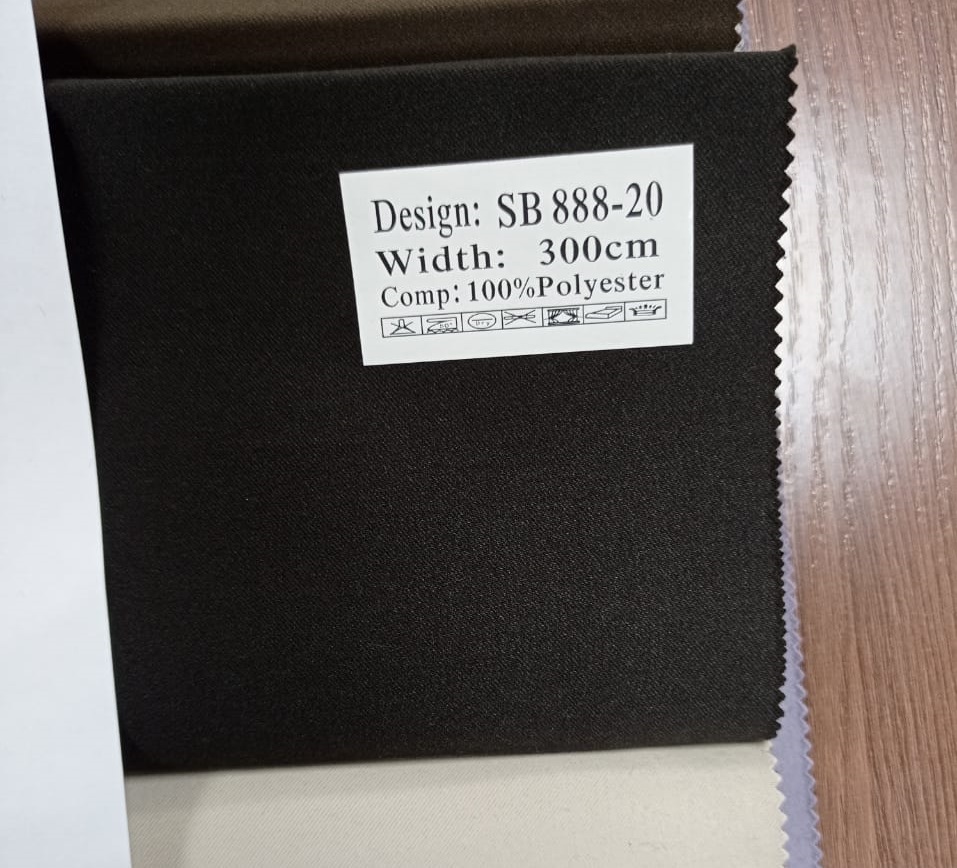 Design: SB 888-20
Width: 300cm
Comp: 100%Polyester